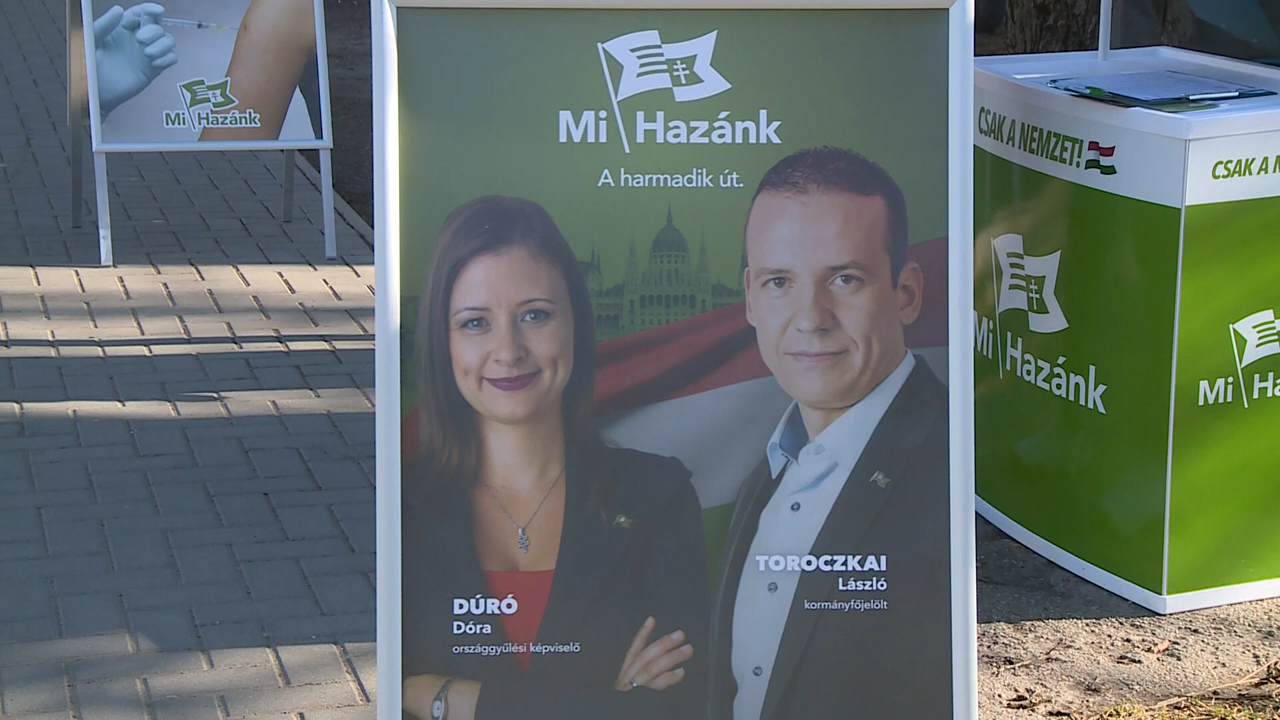 Mi Hazánk
Mi Hazánk
A harmadik út.
DÚRÓ
Dóra
országgyűlési képviselő
TOROCZKAI
László
kormányfőjelölt
CSAK A NEMZET!
CSAK A
Mi Hazánk
Mi